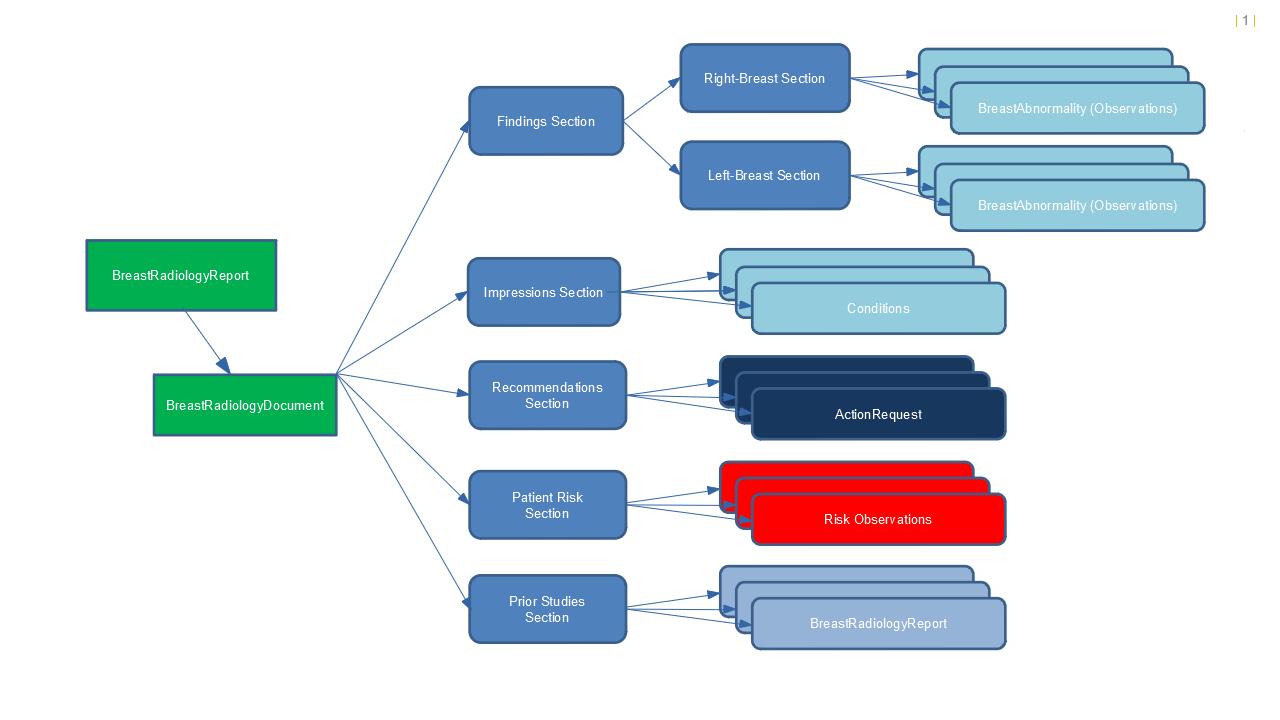 | 1 |
Right-Breast Section
BreastAbnormality (Observations)
Findings Section
Left-Breast Section
BreastAbnormality (Observations)
BreastRadiologyReport
Impressions Section
Conditions
BreastRadiologyDocument
Recommendations
Section
ActionRequest
Patient Risk
Section
Risk Observations
Prior Studies
Section
BreastRadiologyReport